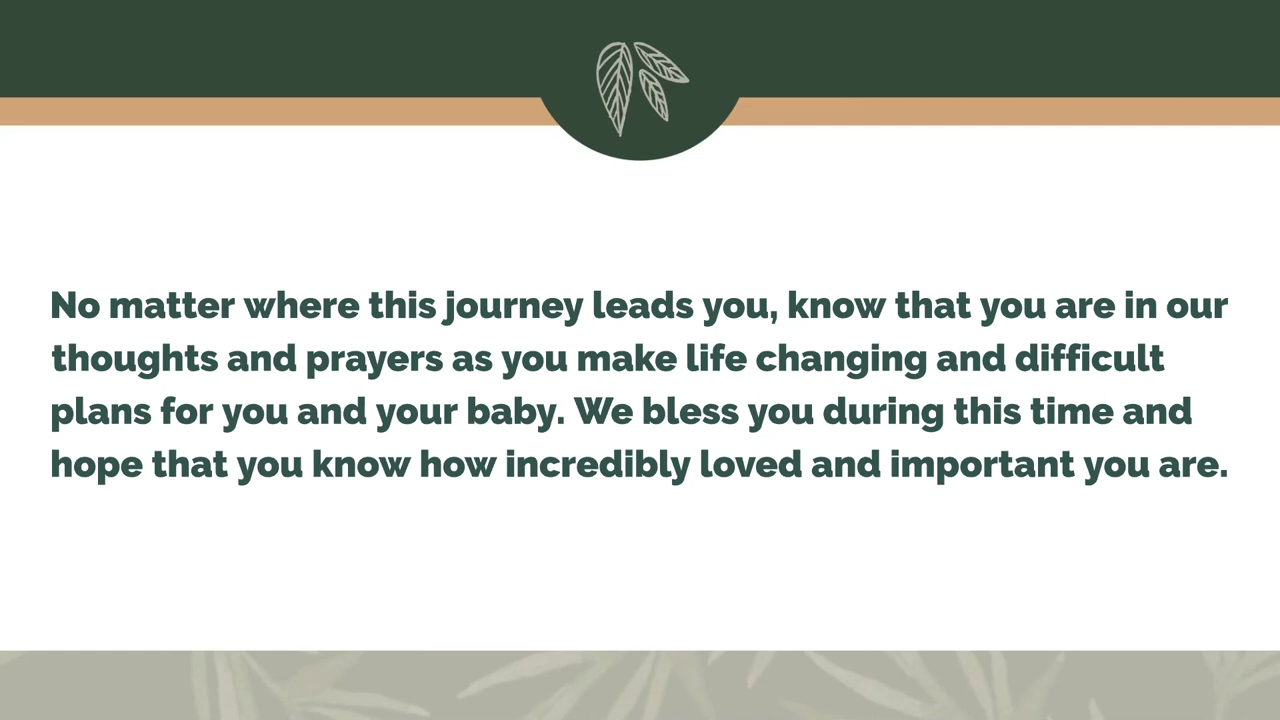 No matter where this journey leads you, know that you are in our
thoughts and prayers as you make life changing and difficult
plans for you and your baby. We bless you during this time and
hope that you know how incredibly loved and important you are.